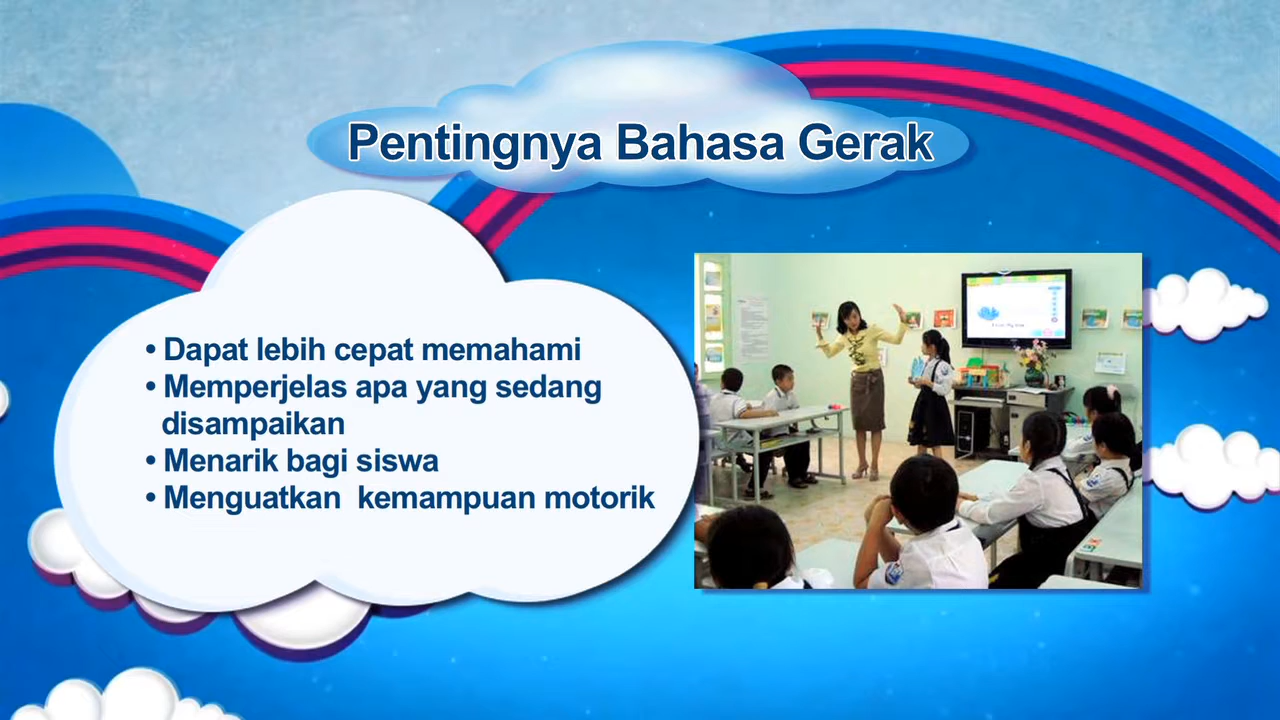 Pentingnya Bahasa Gerak
• Dapat lebih cepat memahami
• Memperjelas apa yang sedang
disampaikan
• Menarik bagi siswa
• Menguatkan  kemampuan motorik